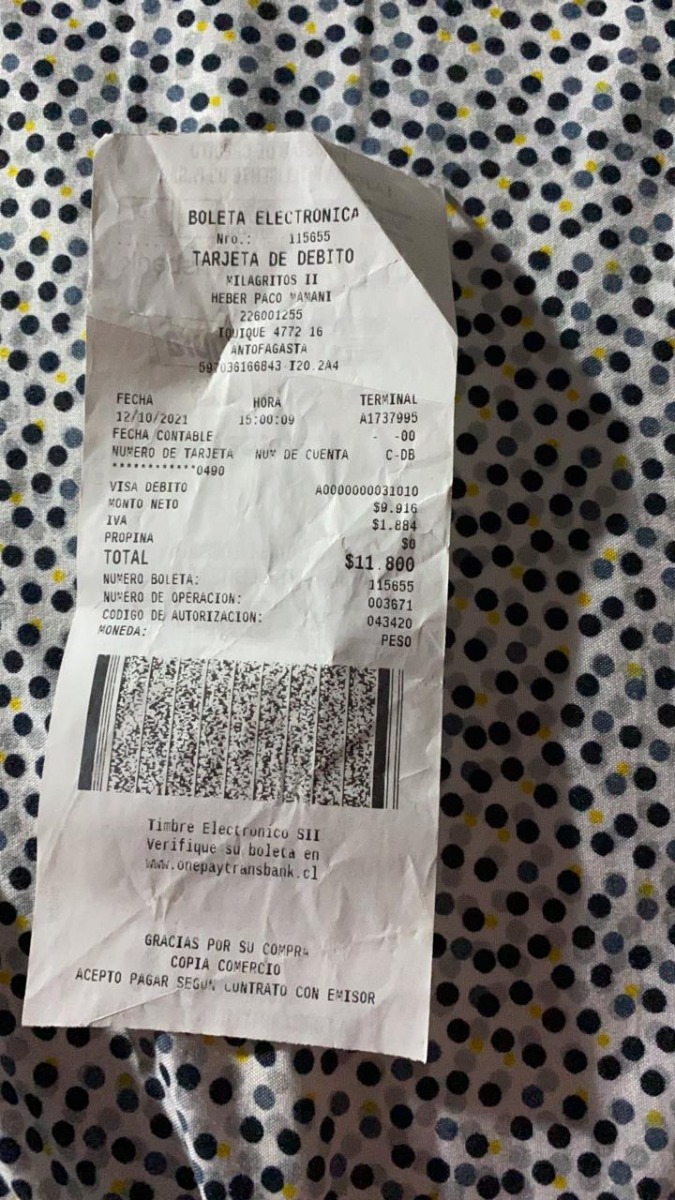 BOLETA ELECTRONICA
Nro.: 115655
TARJETA DE DEBITO
MILAGRITOS II
HEBER PACO MAMANI
226001255
IQUIQUE 4772 16
ANTOFAGASTA
597036166843 I20.2A4
FECHA HORA TERMINAL
12/10/2021 15:00:09 A1737995
FECHA CONTABLE - -00
NUMERO DE TARJETA NUM DE CUENTA C-DB
************0490
VISA DEBITO A0000000031010
MONTO NETO $9.916
IVA $1.884
PROPINA $0
TOTAL $11.800
NUMERO BOLETA: 115655
NUMERO DE OPERACION: 003671
CODIGO DE AUTORIZACION: 043420
MONEDA: PESO
Timbre Electronico SII
Verifique su boleta en
www.onepaytransbank.cl
GRACIAS POR SU COMPRA
COPIA COMERCIO
ACEPTO PAGAR SEGUN CONTRATO CON EMISOR